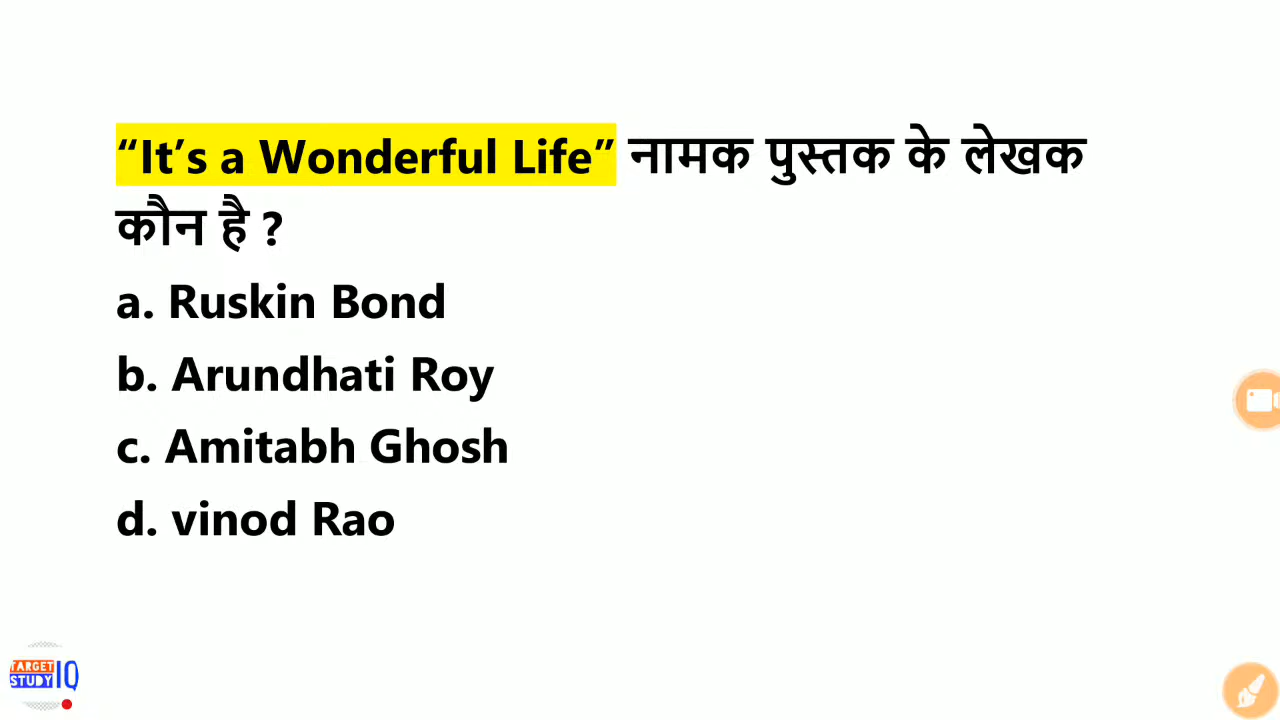 “It’s a Wonderful Life” नामक पुस्तक के लेखक
कौन है ?
a. Ruskin Bond
b. Arundhati Roy
c. Amitabh Ghosh
d. vinod Rao
TARGET
STUDY IQ